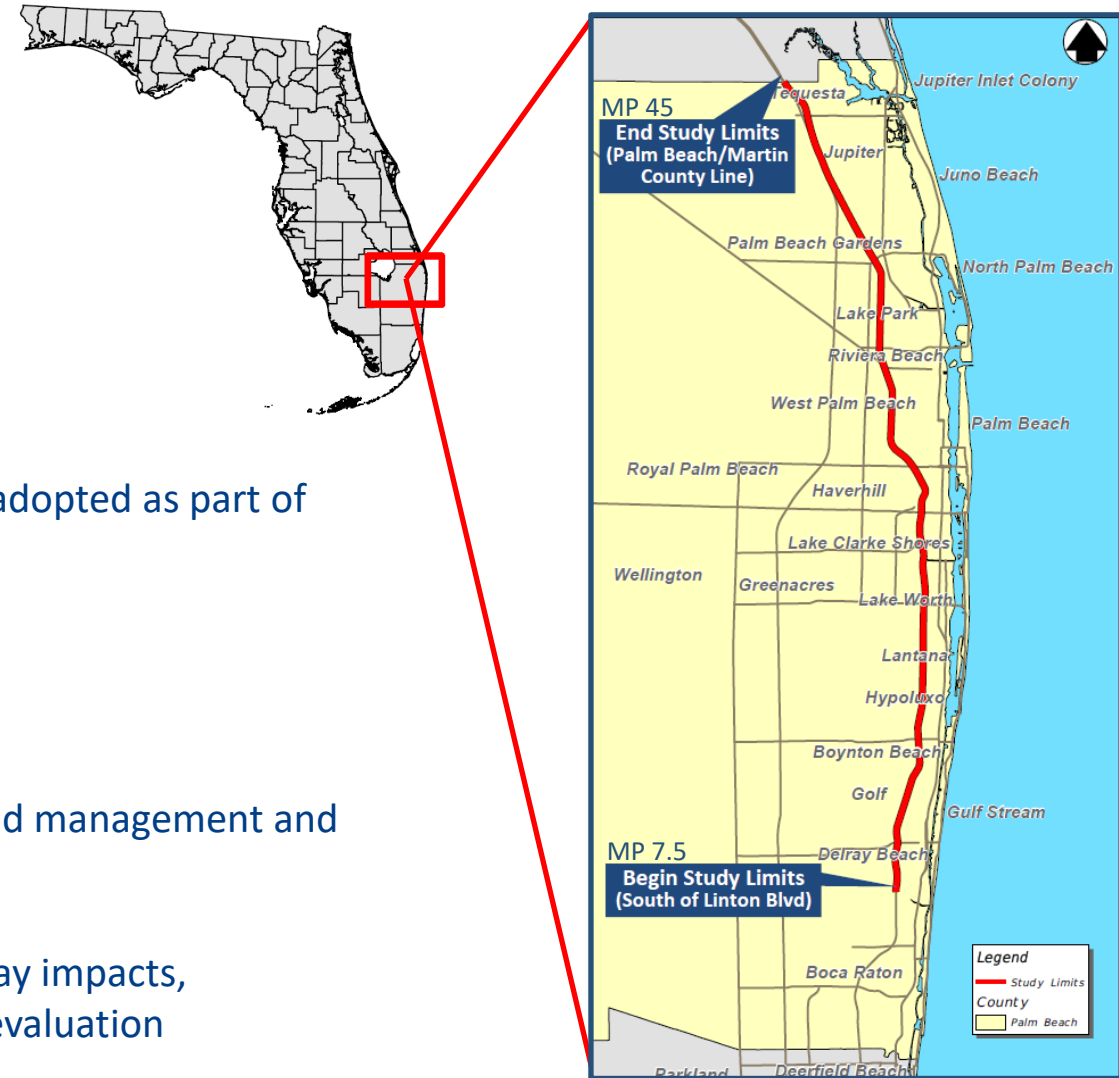 adopted as part of
d management and
ay impacts,
evaluation
Jupiter Inlet Colony
Tequesta
MP 45
End Study Limits
(Palm Beach/Martin
County Line)
Jupiter
Juno Beach
Palm Beach Gardens
North Palm Beach
Lake Park
Riviera Beach
West Palm Beach
Palm Beach
Royal Palm Beach
Haverhill
Lake Clarke Shores
Wellington
Greenacres
Lake Worth
Lantana
Hypoluxo
Boynton Beach
Golf
Gulf Stream
MP 7.5
Delray Beach
Begin Study Limits
(South of Linton Blvd)
Boca Raton
Legend
Study Limits
County
Palm Beach
Parkland
Deerfield Beach